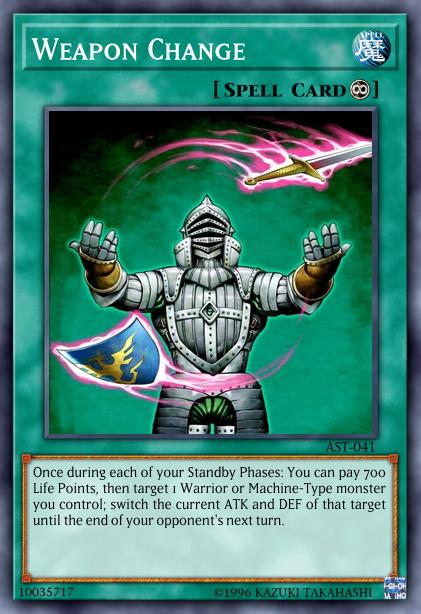 WEAPON CHANGE
SPELL
魔
[SPELL CARD]
AST-041
Once during each of your Standby Phases: You can pay 700
Life Points, then target 1 Warrior or Machine-Type monster
you control; switch the current ATK and DEF of that target
until the end of your opponent's next turn.
10035717
©1996 KAZUKI TAKAHASHI